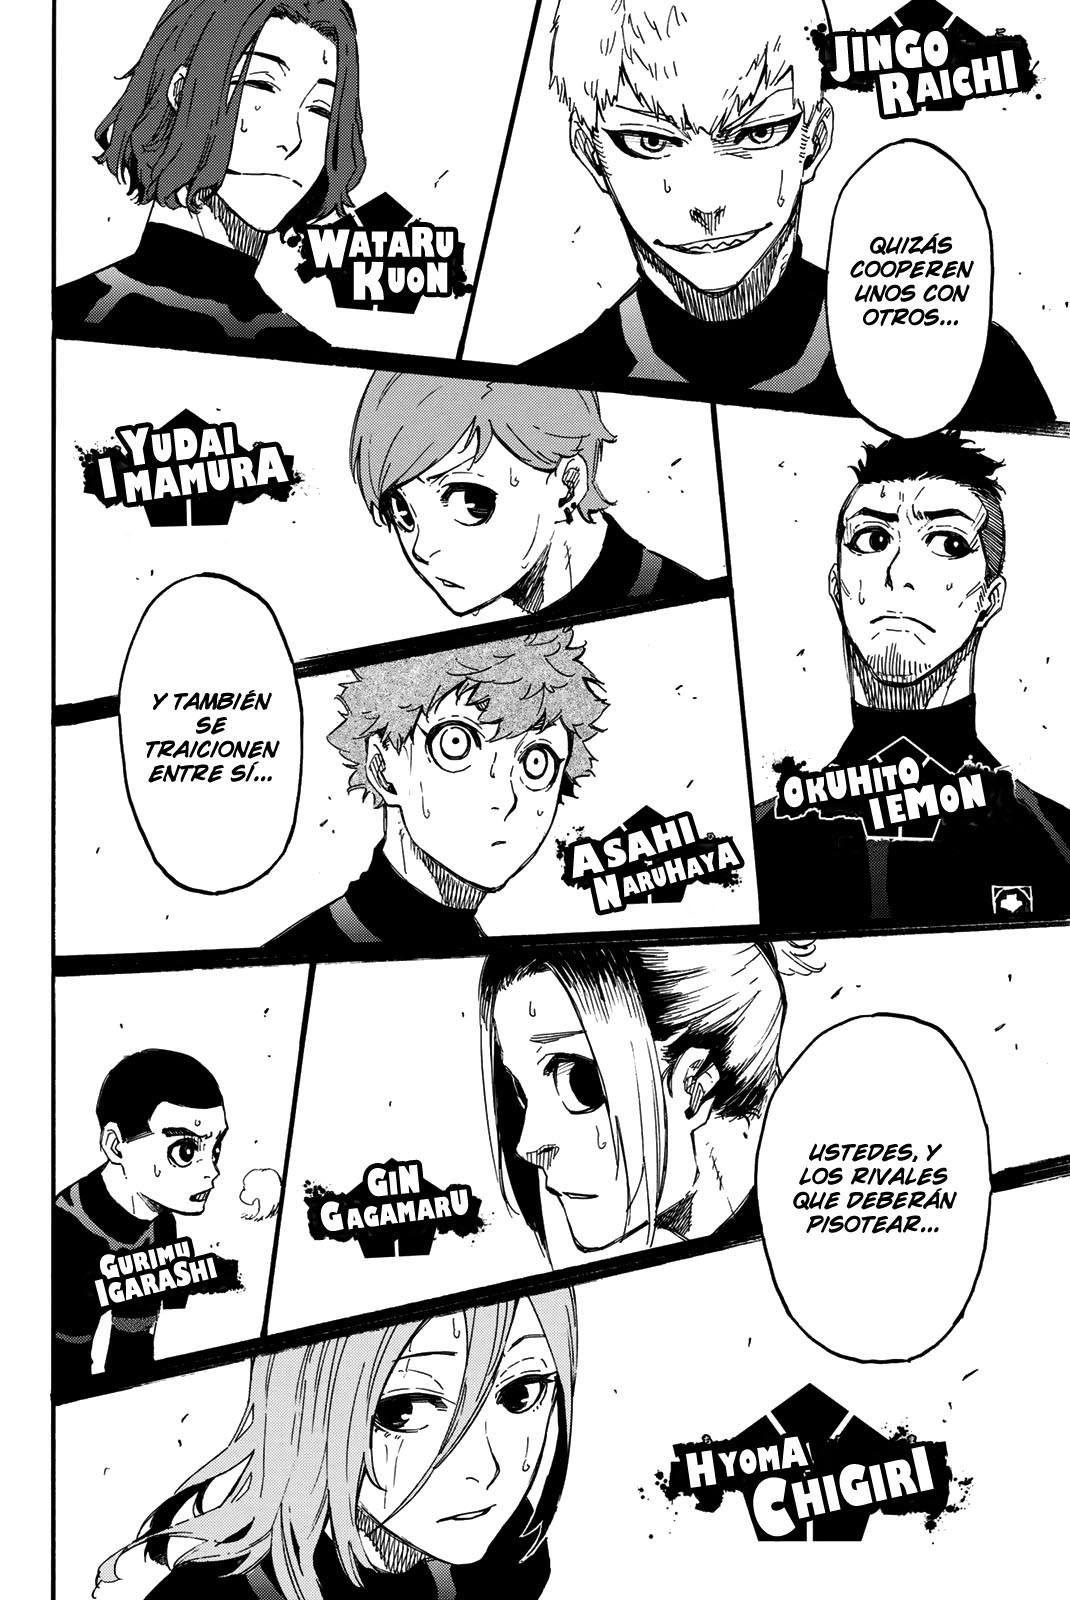 JINGO
RAICHI
QUIZÁS
COOPEREN
UNOS CON
OTROS...
WATARU
KUON
YUDAI
IMAMURA
OKUHITO
IEMON
Y TAMBIÉN
SE
TRAICIONEN
ENTRE SÍ...
ASAHI
NARUHAYA
GIN
GAGAMARU
GURIMU
IGARASHI
USTEDES, Y
LOS RIVALES
QUE DEBERÁN
PISOTEAR...
HYOMA
CHIGIRI